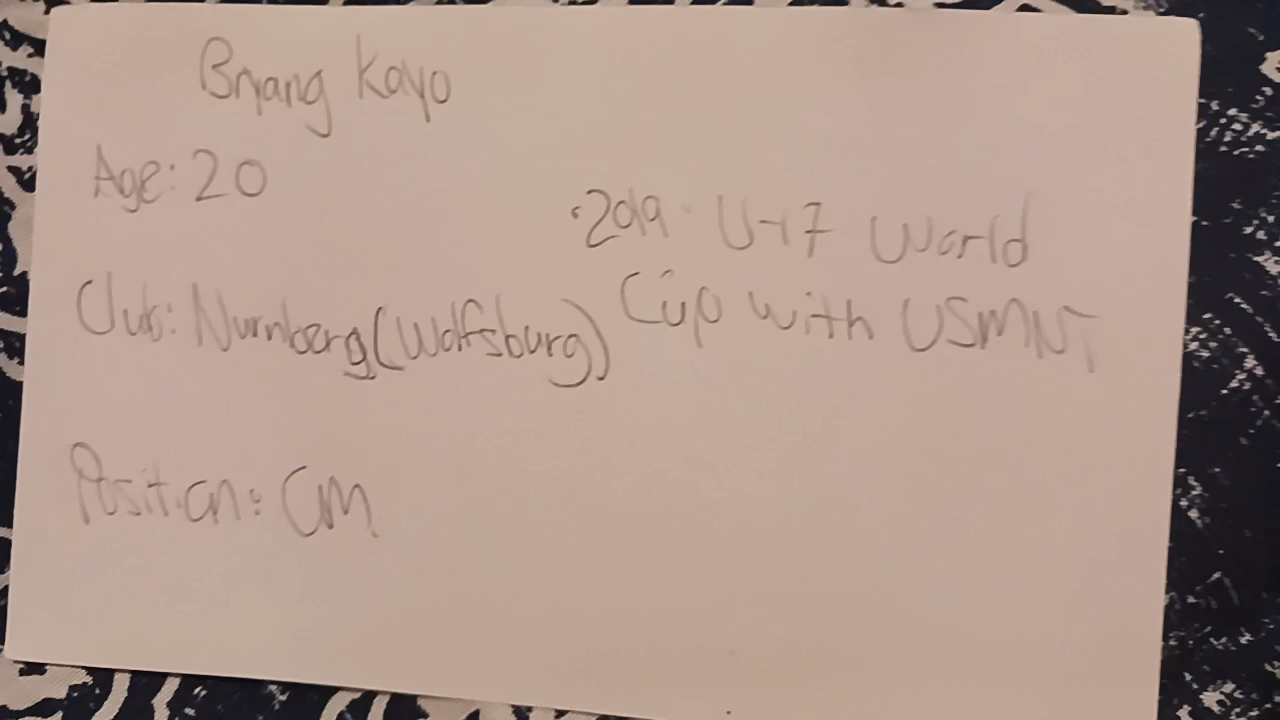 Bryang Kayo
Age: 20
Club: Nurnberg (Wolfsburg)
Position: CM
·2019 U-17 World
Cup with USMNT